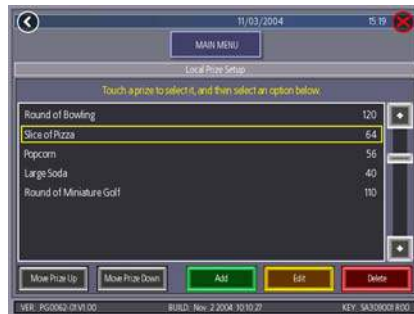 11/03/2004 15:19
MAIN MENU
Local Prize Setup
Touch a prize to select it, and then select an option below.
Round of Bowling 120
Slice of Pizza 64
Popcorn 56
Large Soda 40
Round of Miniature Golf 110
Move Prize Up Move Prize Down Add Edit Delete
VER: PG0062-01V1.00 BUILD: Nov 2 2004 10:10:27 KEY: SA309001 R00